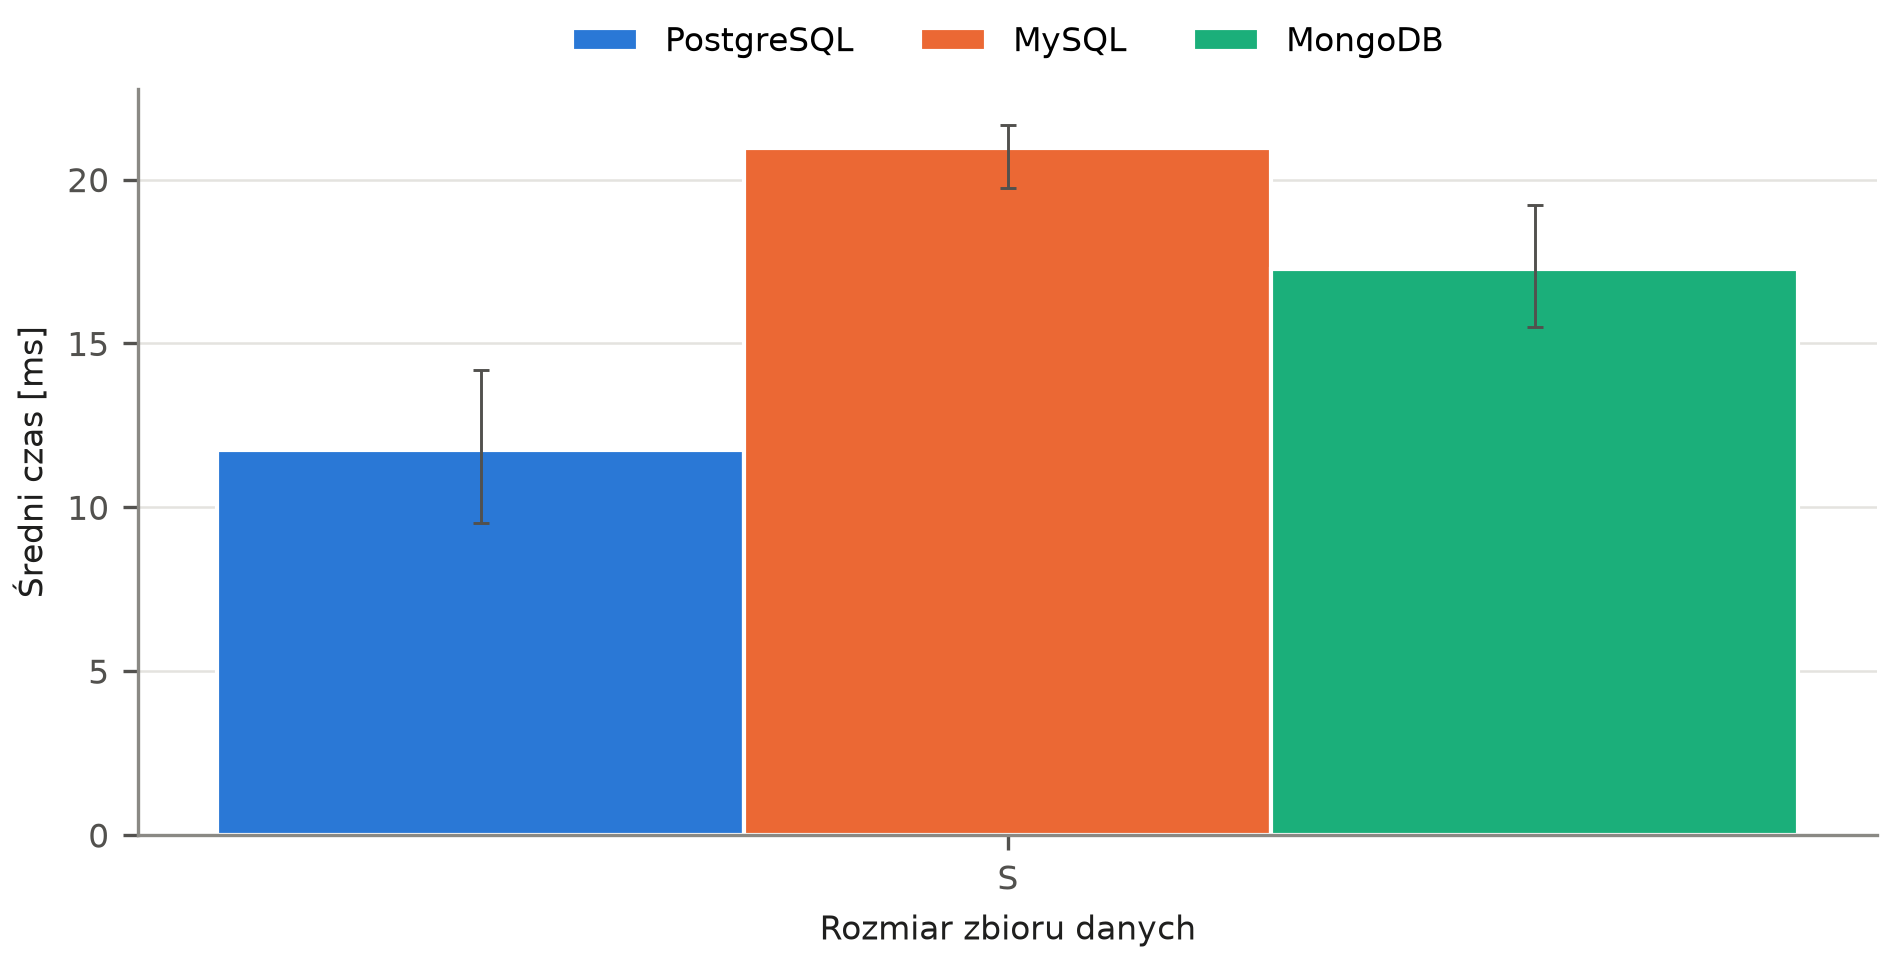 PostgreSQL MySQL MongoDB
Średni czas [ms]
20
15
10
5
0
S
Rozmiar zbioru danych